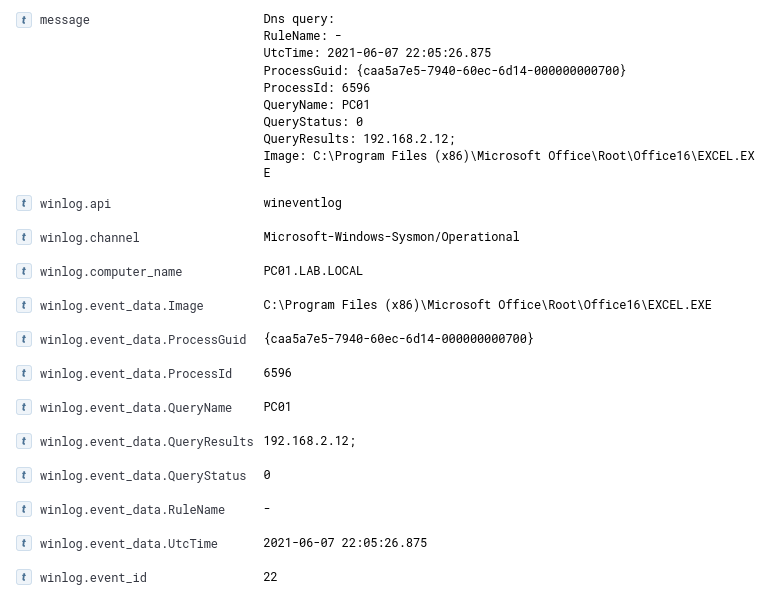 t message Dns query:
RuleName: -
UtcTime: 2021-06-07 22:05:26.875
ProcessGuid: {caa5a7e5-7940-60ec-6d14-000000000700}
ProcessId: 6596
QueryName: PC01
QueryStatus: 0
QueryResults: 192.168.2.12;
Image: C:\Program Files (x86)\Microsoft Office\Root\Office16\EXCEL.EX
E
t winlog.api wineventlog
t winlog.channel Microsoft-Windows-Sysmon/Operational
t winlog.computer_name PC01.LAB.LOCAL
t winlog.event_data.Image C:\Program Files (x86)\Microsoft Office\Root\Office16\EXCEL.EXE
t winlog.event_data.ProcessGuid {caa5a7e5-7940-60ec-6d14-000000000700}
t winlog.event_data.ProcessId 6596
t winlog.event_data.QueryName PC01
t winlog.event_data.QueryResults 192.168.2.12;
t winlog.event_data.QueryStatus 0
t winlog.event_data.RuleName -
t winlog.event_data.UtcTime 2021-06-07 22:05:26.875
t winlog.event_id 22